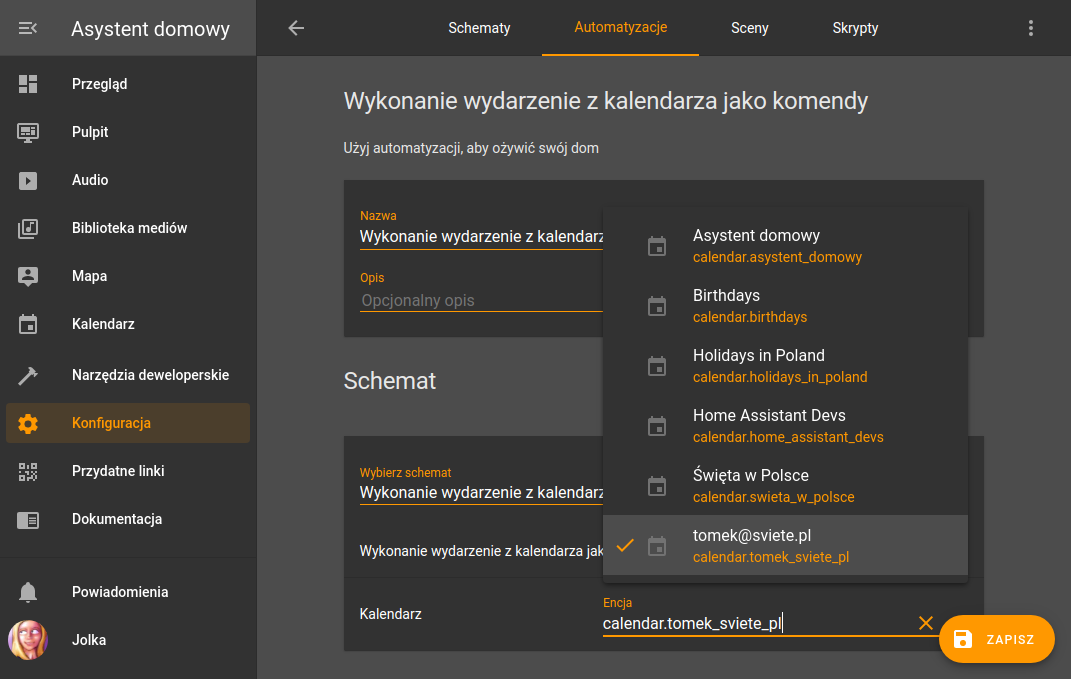 Asystent domowy
Przegląd
Pulpit
Audio
Biblioteka mediów
Mapa
Kalendarz
Narzędzia deweloperskie
Konfiguracja
Przydatne linki
Dokumentacja
Powiadomienia
Jolka
Schematy
Automatyzacje
Sceny
Skrypty
Wykonanie wydarzenie z kalendarza jako komendy
Użyj automatyzacji, aby ożywić swój dom
Nazwa
Wykonanie wydarzenie z kalendarz
Opis
Opcjonalny opis
Schemat
Wybierz schemat
Wykonanie wydarzenie z kalendarz
Wykonanie wydarzenie z kalendarza jak
Asystent domowy
calendar.asystent_domowy
Birthdays
calendar.birthdays
Holidays in Poland
calendar.holidays_in_poland
Home Assistant Devs
calendar.home_assistant_devs
Święta w Polsce
calendar.swieta_w_polsce
tomek@sviete.pl
calendar.tomek_sviete_pl
Kalendarz
Encja
calendar.tomek_sviete_pl
ZAPISZ